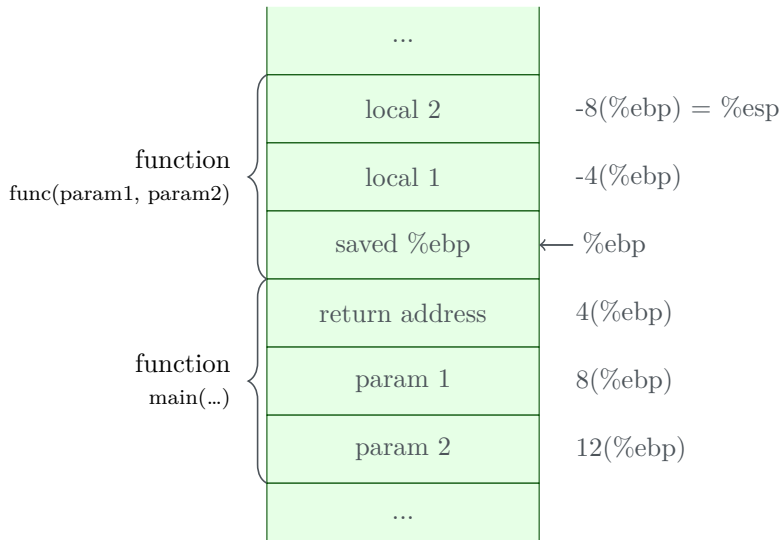 ...
local 2 -8(%ebp) = %esp
function
local 1 -4(%ebp)
func(param1, param2)
saved %ebp %ebp
return address 4(%ebp)
function
param 1 8(%ebp)
main(...)
param 2 12(%ebp)
...